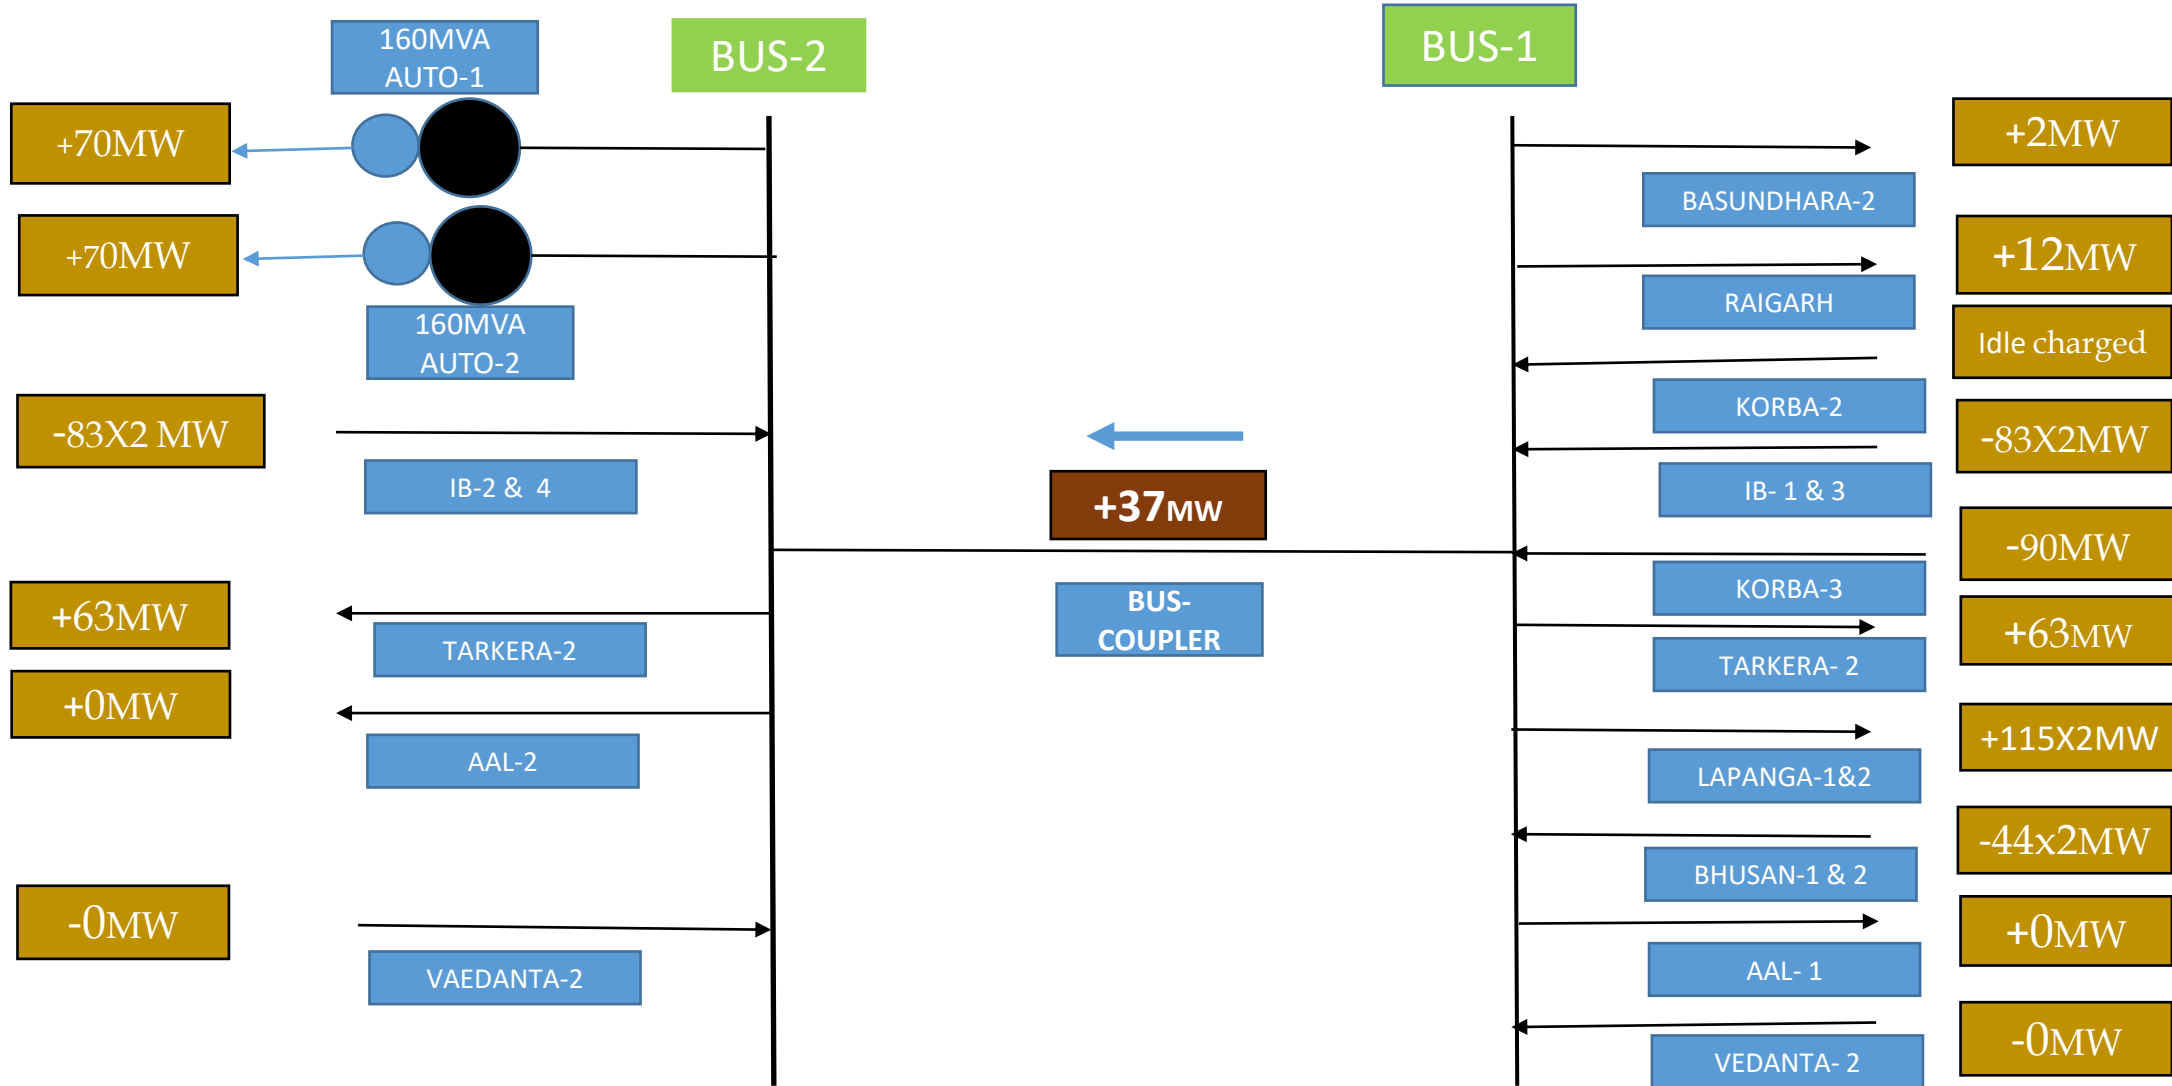 160MVA
AUTO-1
BUS-2
BUS-1
+70MW
+2MW
BASUNDHARA-2
+70MW
+12MW
RAIGARH
160MVA
AUTO-2
Idle charged
KORBA-2
-83X2 MW
-83X2MW
IB-2 & 4
IB- 1 & 3
+37MW
-90MW
KORBA-3
BUS-
COUPLER
+63MW
+63MW
TARKERA-2
TARKERA- 2
+0MW
+115X2MW
AAL-2
LAPANGA-1&2
-44x2MW
BHUSAN-1 & 2
-0MW
+0MW
VAEDANTA-2
AAL- 1
-0MW
VEDANTA- 2